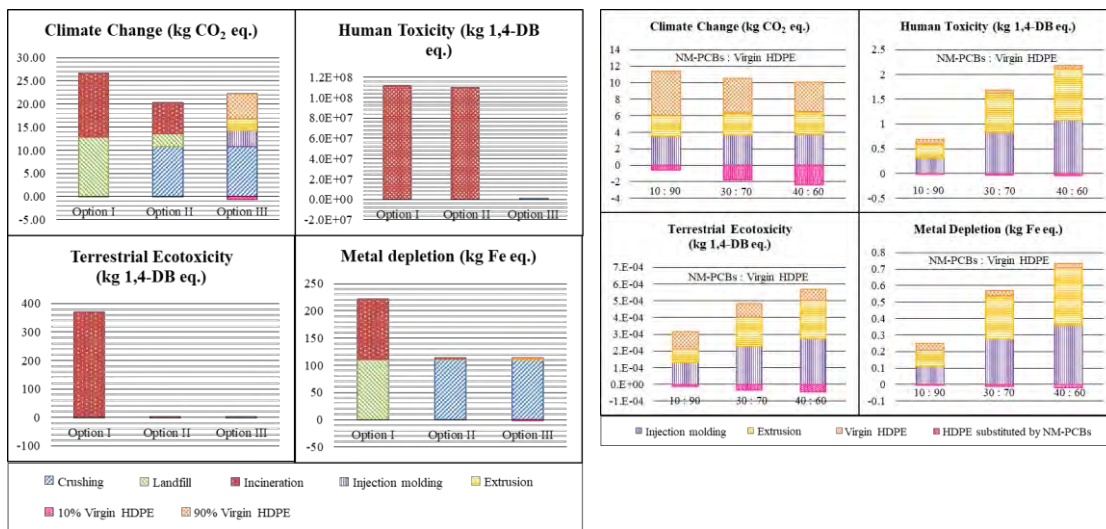 Climate Change (kg CO2 eq.)
30.00
25.00
20.00
15.00
10.00
5.00
0.00
-5.00
Option I
Option II
Option III
Human Toxicity (kg 1,4-DB
eq.)
1.2E+08
1.0E+08
8.0E+07
6.0E+07
4.0E+07
2.0E+07
0.0E+00
-2.0E+07
Option I
Option II
Option III
Terrestrial Ecotoxicity
(kg 1,4-DB eq.)
400
300
200
100
0
-100
Option I
Option II
Option III
Metal depletion (kg Fe eq.)
250
200
150
100
50
0
-50
Option I
Option II
Option III
Crushing
Landfill
Incineration
Injection molding
Extrusion
10% Virgin HDPE
90% Virgin HDPE
Climate Change (kg CO2 eq.)
NM-PCBs : Virgin HDPE
14
12
10
8
6
4
2
0
-2
-4
10 : 90
30 : 70
40 : 60
Human Toxicity (kg 1,4-DB eq.)
NM-PCBs : Virgin HDPE
2.5
2
1.5
1
0.5
0
-0.5
10 : 90
30 : 70
40 : 60
Terrestrial Ecotoxicity
(kg 1,4-DB eq.)
NM-PCBs : Virgin HDPE
7.E-04
6.E-04
5.E-04
4.E-04
3.E-04
2.E-04
1.E-04
0.E+00
-1.E-04
10 : 90
30 : 70
40 : 60
Metal Depletion (kg Fe eq.)
NM-PCBs : Virgin HDPE
0.8
0.7
0.6
0.5
0.4
0.3
0.2
0.1
0
-0.1
10 : 90
30 : 70
40 : 60
Injection molding
Extrusion
Virgin HDPE
HDPE substituted by NM-PCBs